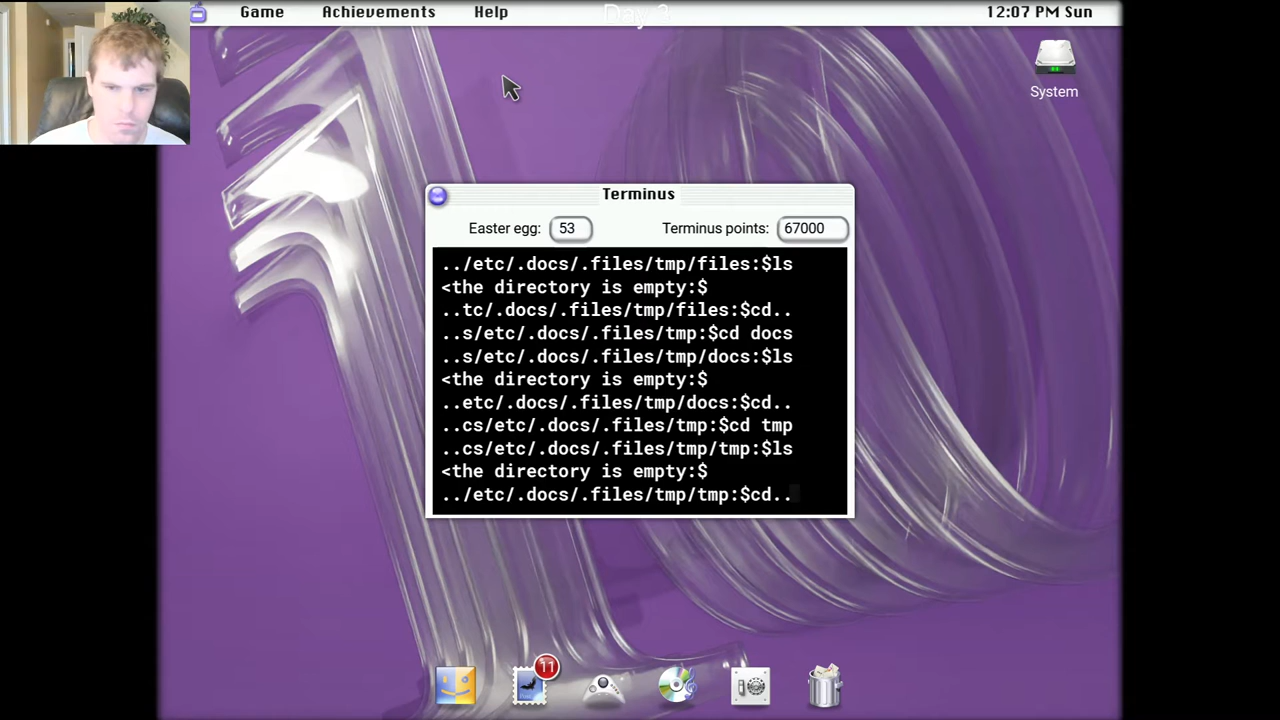 Game Achievements Help Day 3 12:07 PM Sun
System
Terminus
Easter egg: 53 Terminus points: 67000
../etc/.docs/.files/tmp/files:$ls
<the directory is empty:$
..tc/.docs/.files/tmp/files:$cd..
..s/etc/.docs/.files/tmp:$cd docs
..s/etc/.docs/.files/tmp/docs:$ls
<the directory is empty:$
..etc/.docs/.files/tmp/docs:$cd..
..cs/etc/.docs/.files/tmp:$cd tmp
..cs/etc/.docs/.files/tmp/tmp:$ls
<the directory is empty:$
../etc/.docs/.files/tmp/tmp:$cd..
11